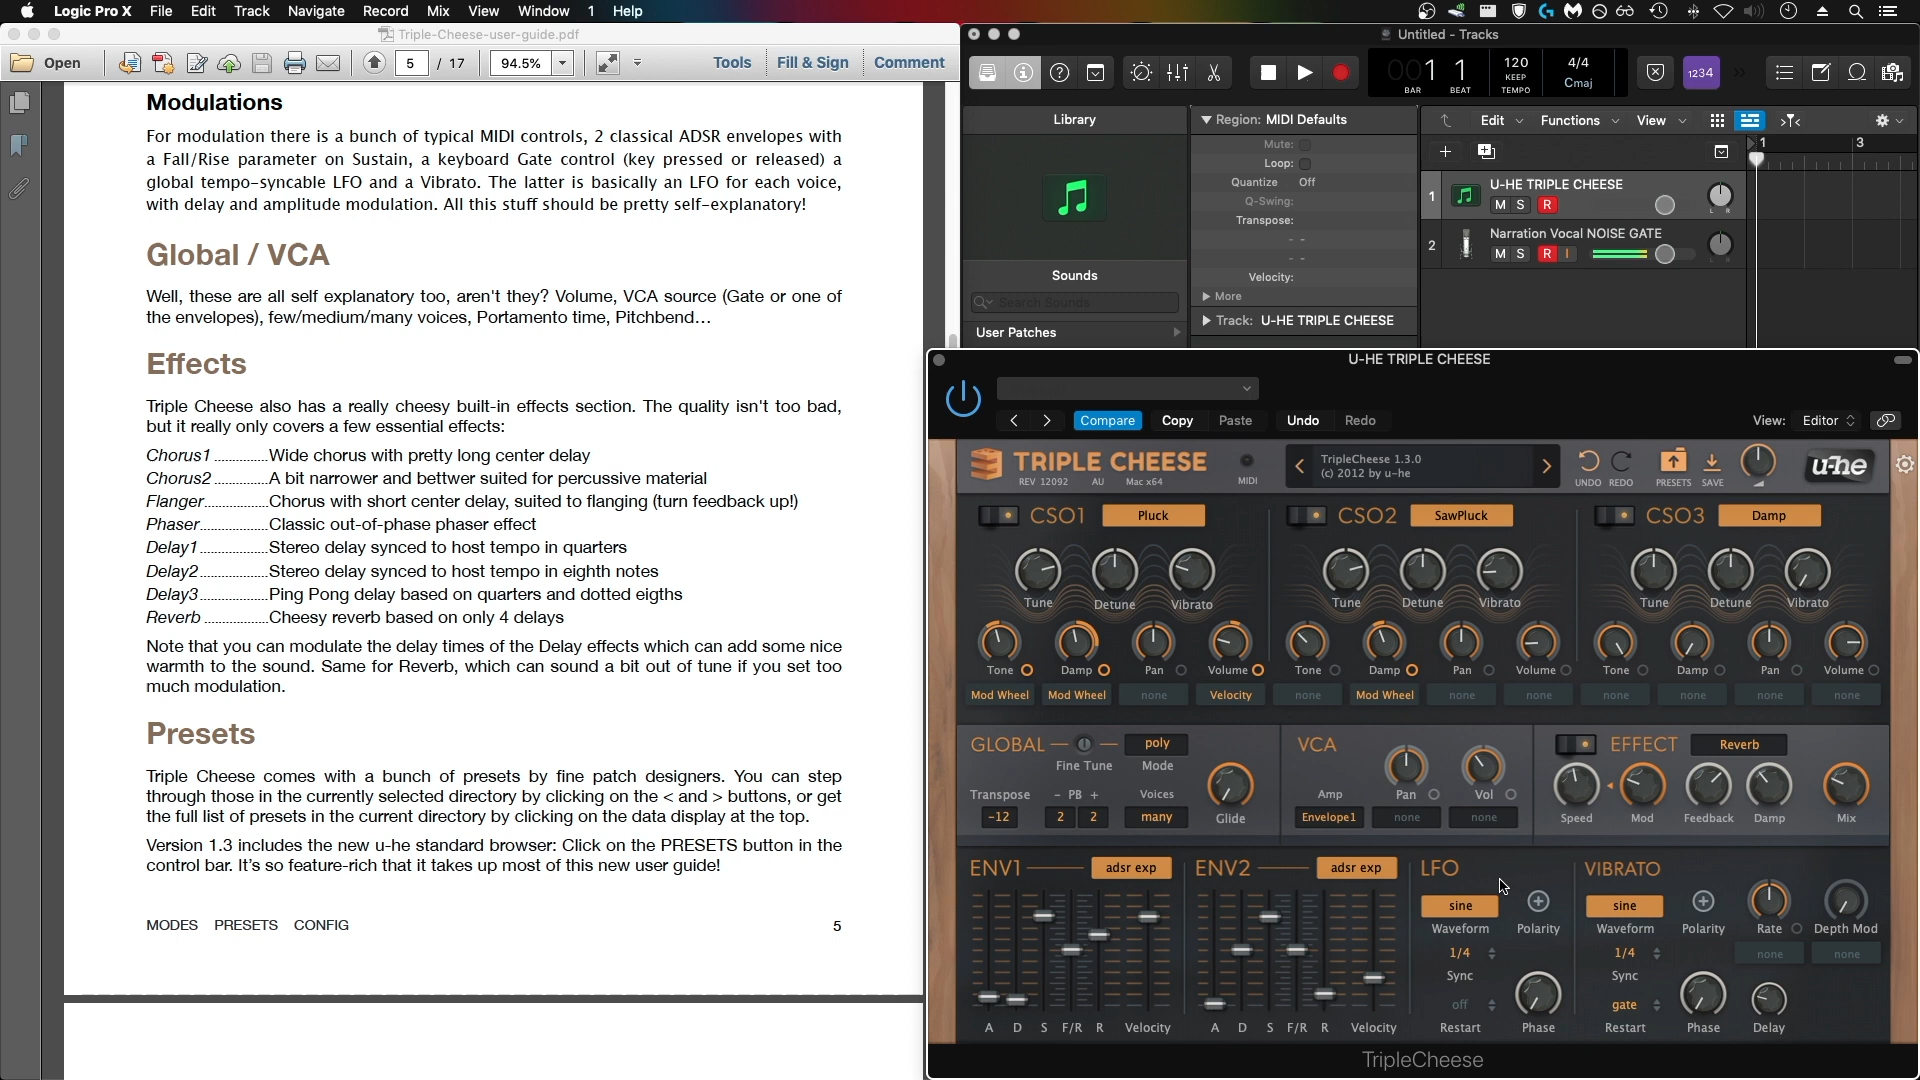 Logic Pro X File Edit Track Navigate Record Mix View Window 1 Help
Triple-Cheese-user-guide.pdf
Open 5 / 17 94.5% Tools Fill & Sign Comment
Modulations
For modulation there is a bunch of typical MIDI controls, 2 classical ADSR envelopes with
a Fall/Rise parameter on Sustain, a keyboard Gate control (key pressed or released) a
global tempo-syncable LFO and a Vibrato. The latter is basically an LFO for each voice,
with delay and amplitude modulation. All this stuff should be pretty self-explanatory!
Global / VCA
Well, these are all self explanatory too, aren't they? Volume, VCA source (Gate or one of
the envelopes), few/medium/many voices, Portamento time, Pitchbend...
Effects
Triple Cheese also has a really cheesy built-in effects section. The quality isn't too bad,
but it really only covers a few essential effects:
Chorus1 ..............Wide chorus with pretty long center delay
Chorus2 ..............A bit narrower and bettwer suited for percussive material
Flanger.................Chorus with short center delay, suited to flanging (turn feedback up!)
Phaser..................Classic out-of-phase phaser effect
Delay1..................Stereo delay synced to host tempo in quarters
Delay2..................Stereo delay synced to host tempo in eighth notes
Delay3..................Ping Pong delay based on quarters and dotted eigths
Reverb .................Cheesy reverb based on only 4 delays
Note that you can modulate the delay times of the Delay effects which can add some nice
warmth to the sound. Same for Reverb, which can sound a bit out of tune if you set too
much modulation.
Presets
Triple Cheese comes with a bunch of presets by fine patch designers. You can step
through those in the currently selected directory by clicking on the < and > buttons, or get
the full list of presets in the current directory by clicking on the data display at the top.
Version 1.3 includes the new u-he standard browser: Click on the PRESETS button in the
control bar. It's so feature-rich that it takes up most of this new user guide!
MODES PRESETS CONFIG 5
Untitled - Tracks
001 1 120 4/4
KEEP Cmaj
BAR BEAT TEMPO
1234
Library
Sounds
Search Sounds
User Patches
Region: MIDI Defaults
Mute:
Loop:
Quantize Off
Q-Swing:
Transpose:
- -
- -
Velocity:
More
Track: U-HE TRIPLE CHEESE
Edit Functions View
1 3
1 U-HE TRIPLE CHEESE
M S R L R
2 Narration Vocal NOISE GATE
M S R I L R
U-HE TRIPLE CHEESE
Compare Copy Paste Undo Redo View: Editor
TRIPLE CHEESE
REV 12092 AU Mac x64 MIDI
TripleCheese 1.3.0
(c) 2012 by u-he
UNDO REDO PRESETS SAVE
u-he
CSO1 Pluck CSO2 SawPluck CSO3 Damp
Tune Detune Vibrato Tune Detune Vibrato Tune Detune Vibrato
Tone Damp Pan Volume Tone Damp Pan Volume Tone Damp Pan Volume
Mod Wheel Mod Wheel none Velocity none Mod Wheel none none none none none none
GLOBAL Fine Tune poly Mode
Transpose - PB + Voices Glide
-12 2 2 many
VCA
Amp Pan Vol
Envelope1 none none
EFFECT Reverb
Speed Mod Feedback Damp Mix
ENV1 adsr exp
A D S F/R R Velocity
ENV2 adsr exp
A D S F/R R Velocity
LFO
sine
Waveform Polarity
1/4
Sync
off
Restart Phase
VIBRATO
sine
Waveform Polarity Rate Depth Mod
1/4 none none
Sync
gate
Restart Phase Delay
TripleCheese